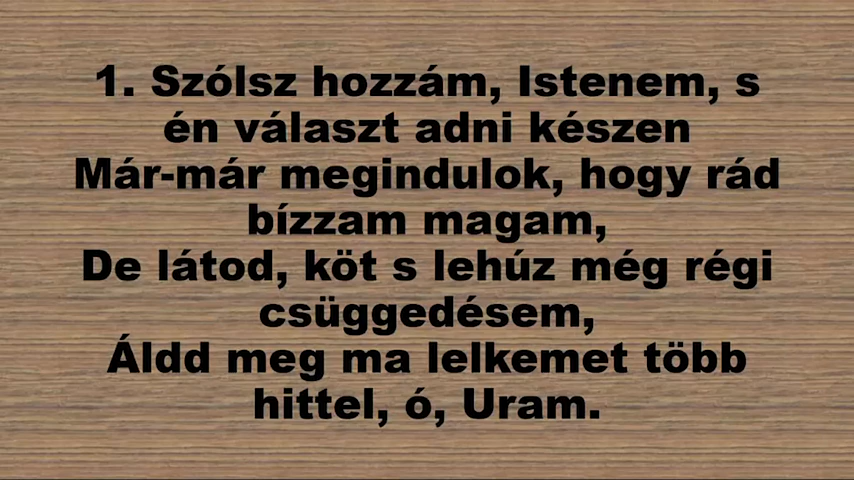 1. Szólsz hozzám, Istenem, s
én választ adni készen
Már-már megindulok, hogy rád
bízzam magam,
De látod, köt s lehúz még régi
csüggedésem,
Áldd meg ma lelkemet több
hittel, ó, Uram.